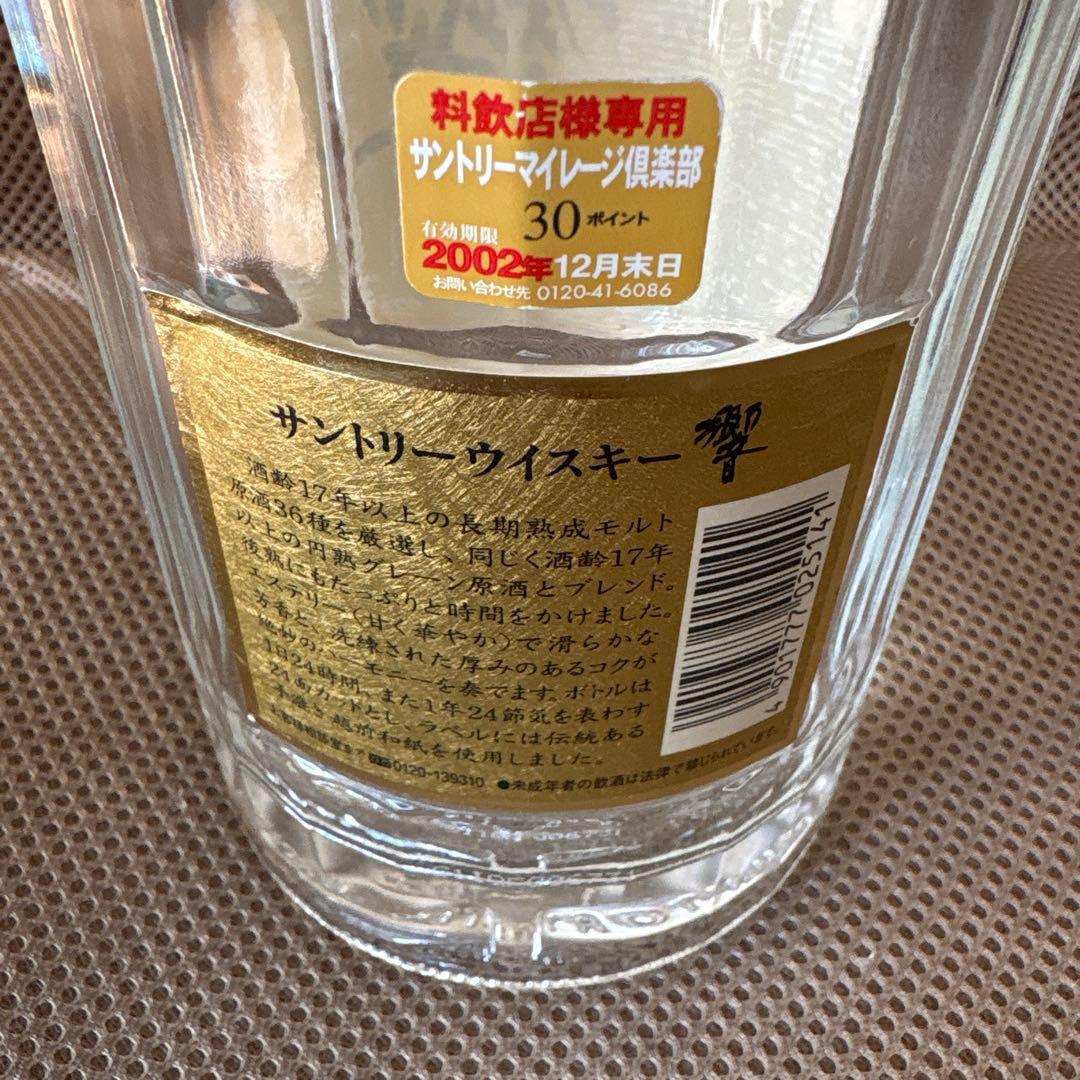 料飲店様専用
サントリーマイレージ倶楽部
30ポイント
有効期限
2002年12月末日
お問い合わせ先 0120-41-6086
サントリーウイスキー 響
酒齢17年以上の長期熟成モルト
原酒36種を厳選し、同じく酒齢17年
以上の円熟グレーン原酒とブレンド。
後熟にもたっぷりと時間をかけました。
エステリー(甘く華やか)で滑らかな
芳香と、洗練された厚みのあるコクが
絶妙のハーモニーを奏でます。ボトルは
1日24時間、また1年24節気を表わす
24面カットとし、ラベルには伝統ある
手漉き越前和紙を使用しました。
お客様相談室まで 0120-139310 ●未成年者の飲酒は法律で禁じられています。
4 901777 025141